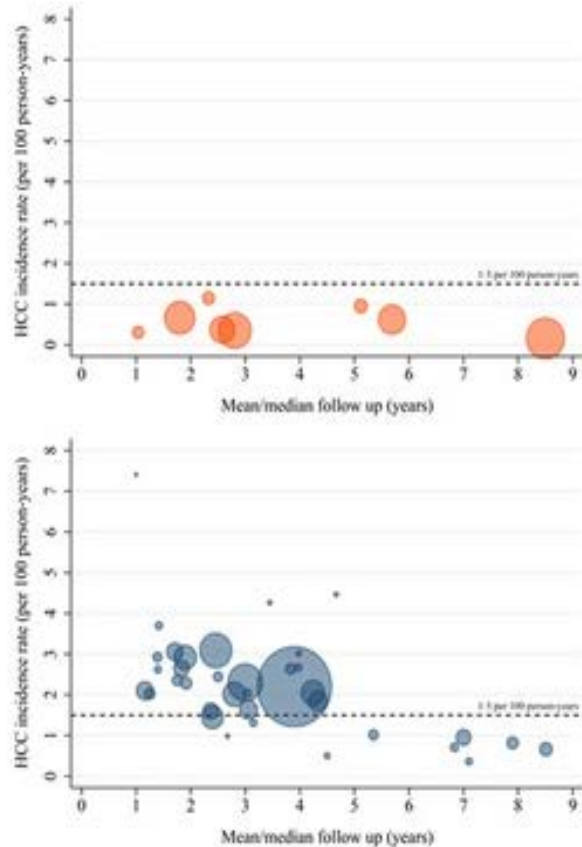 HCC incidence rate (per 100 person-years)
8
7
6
5
4
3
2
1
0
1·5 per 100 person-years
0 1 2 3 4 5 6 7 8 9
Mean/median follow up (years)
HCC incidence rate (per 100 person-years)
8
7
6
5
4
3
2
1
0
1·5 per 100 person-years
0 1 2 3 4 5 6 7 8 9
Mean/median follow up (years)